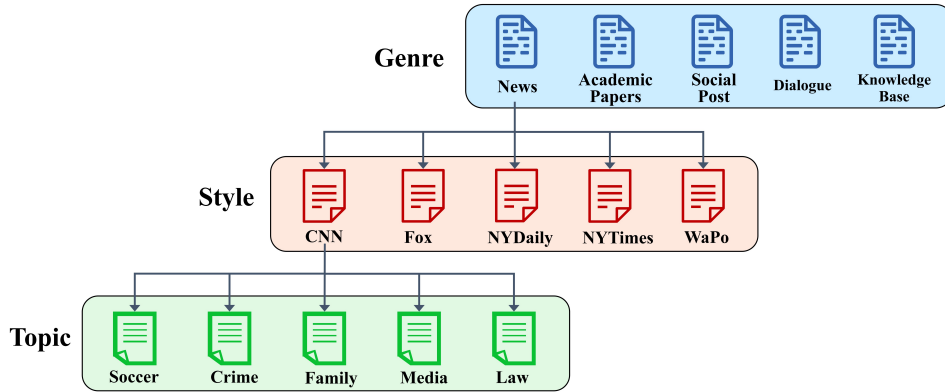 Genre
News
Academic
Papers
Social
Post
Dialogue
Knowledge
Base
Style
CNN
Fox
NYDaily
NYTimes
WaPo
Topic
Soccer
Crime
Family
Media
Law